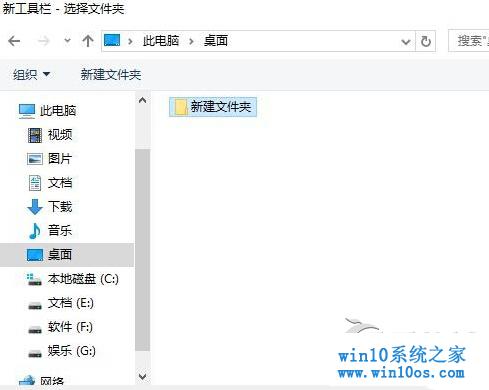 新工具栏 - 选择文件夹
此电脑 > 桌面
搜索"桌
组织 新建文件夹
此电脑
视频
图片
文档
下载
音乐
桌面
本地磁盘 (C:)
文档 (E:)
软件 (F:)
娱乐 (G:)
网络
新建文件夹
win10系统之家
www.win10os.com